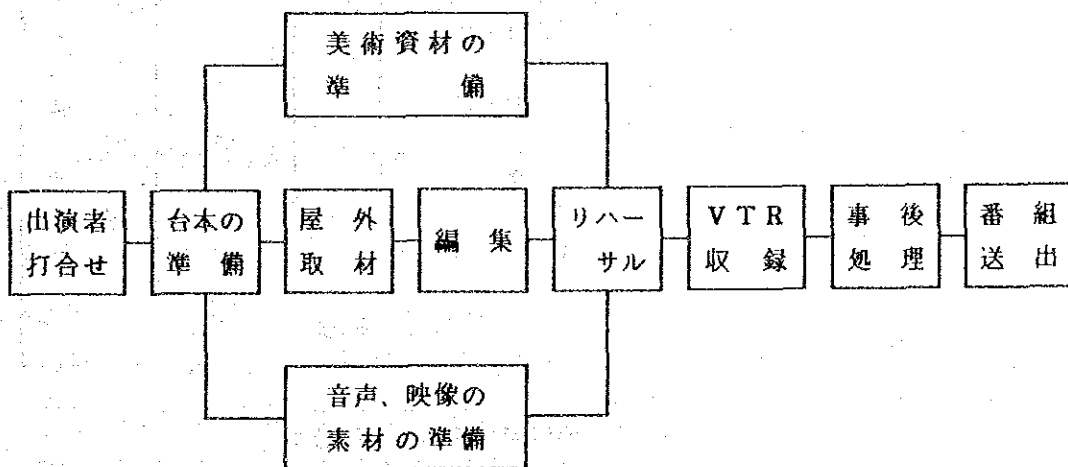 美術資材の
準備
出演者
打合せ
台本の
準備
屋外
取材
編集
リハー
サル
VTR
収録
事後
処理
番組
送出
音声、映像の
素材の準備